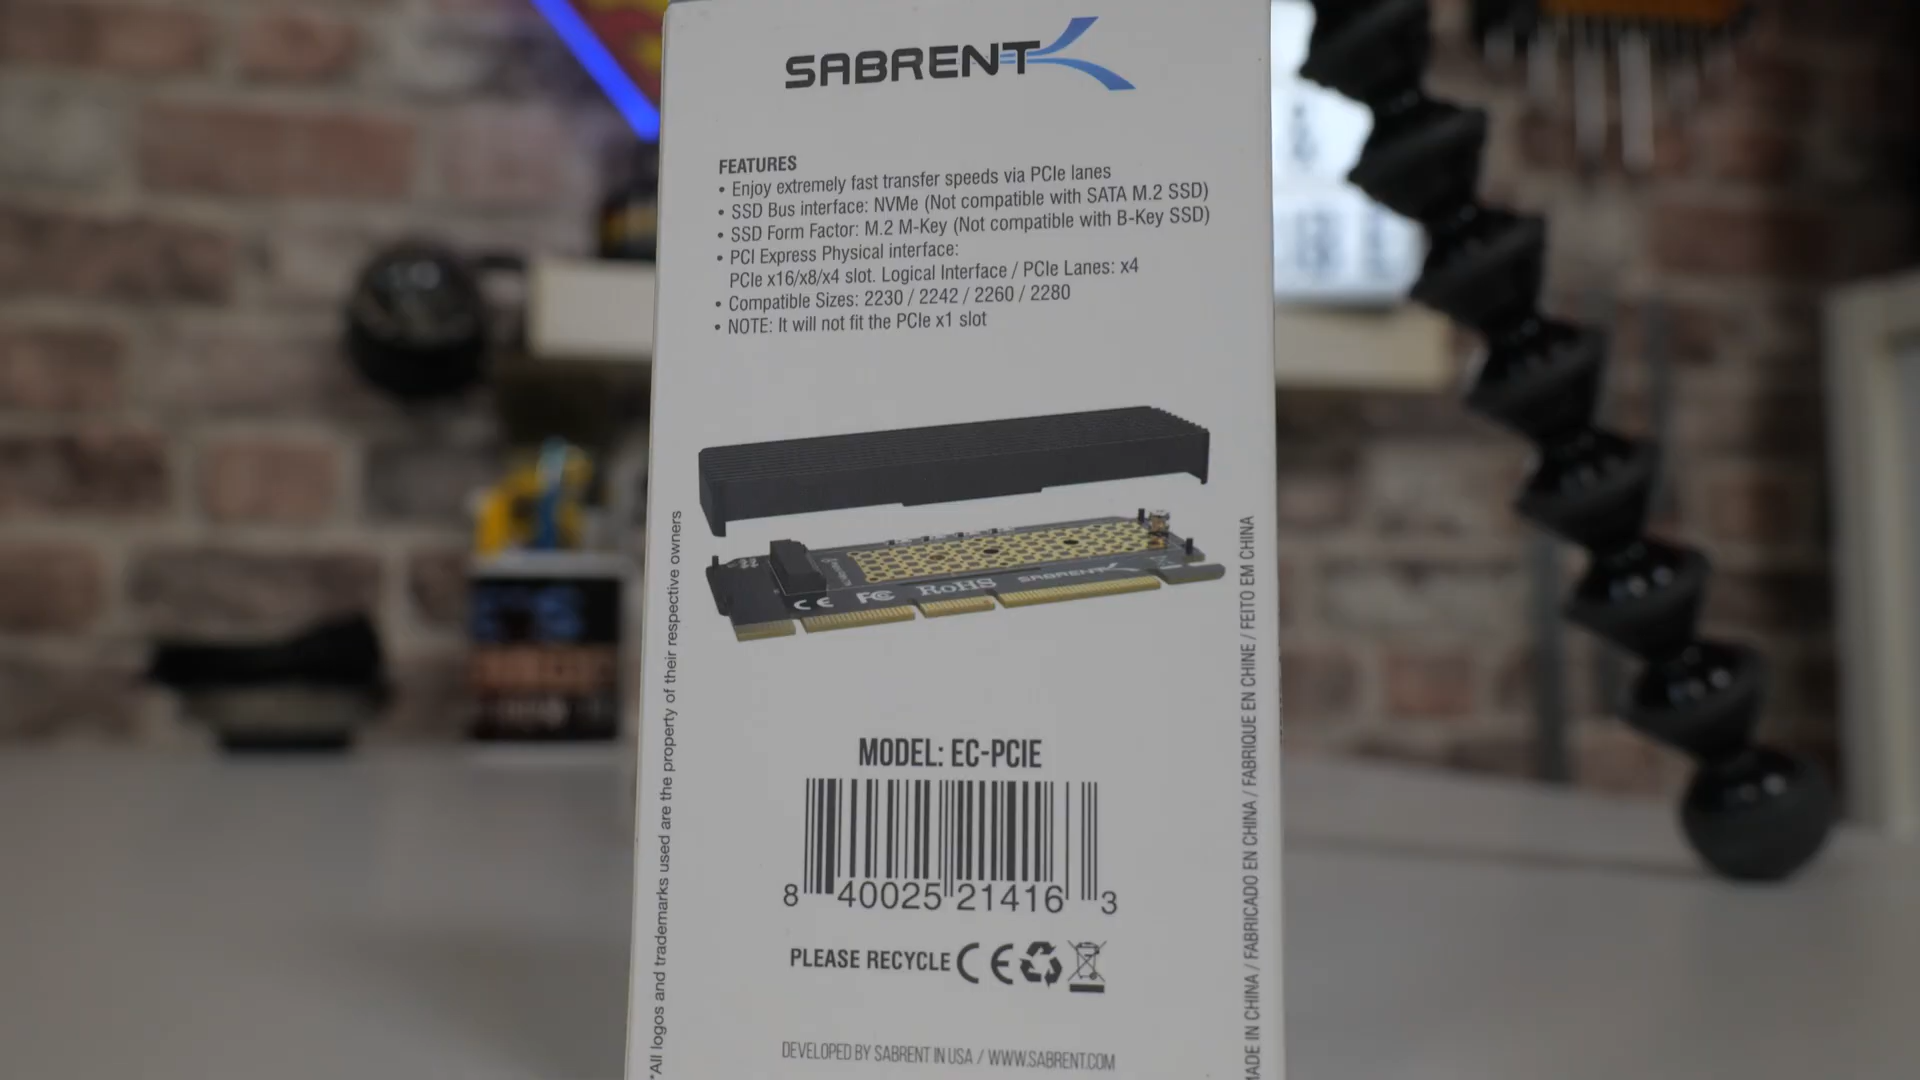 SABRENT
FEATURES
• Enjoy extremely fast transfer speeds via PCIe lanes
• SSD Bus interface: NVMe (Not compatible with SATA M.2 SSD)
• SSD Form Factor: M.2 M-Key (Not compatible with B-Key SSD)
• PCI Express Physical interface:
PCIe x16/x8/x4 slot. Logical Interface / PCIe Lanes: x4
• Compatible Sizes: 2230 / 2242 / 2260 / 2280
• NOTE: It will not fit the PCIe x1 slot
CE FC RoHS SABRENT
MODEL: EC-PCIE
8 40025 21416 3
PLEASE RECYCLE CE
DEVELOPED BY SABRENT IN USA / WWW.SABRENT.COM
*All logos and trademarks used are the property of their respective owners
MADE IN CHINA / FABRICADO EN CHINA / FABRIQUE EN CHINE / FEITO EM CHINA